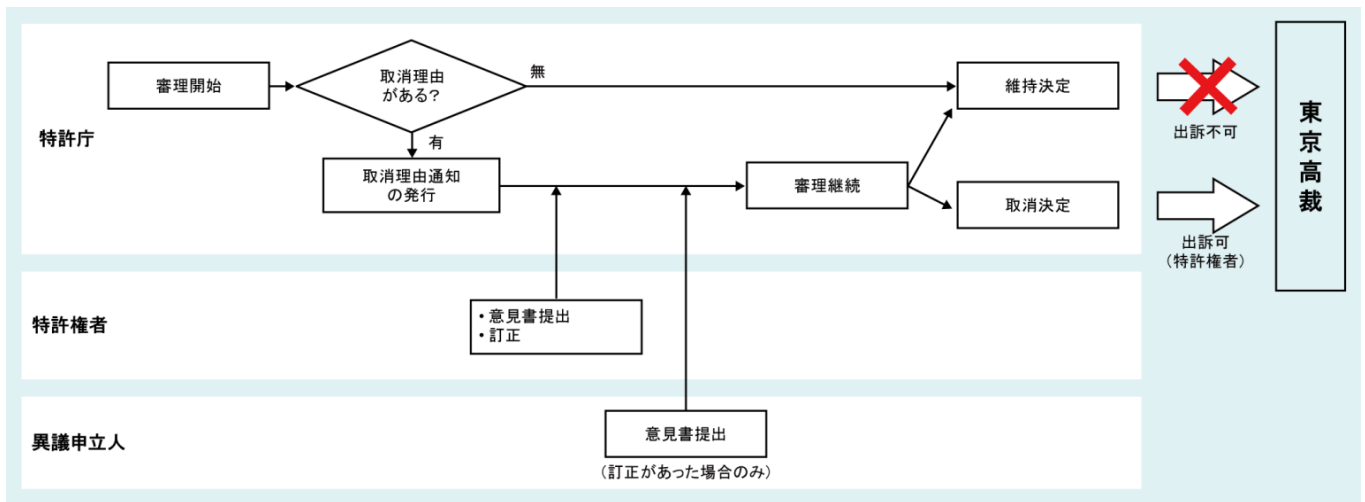 特許庁
審理開始
取消理由
がある?
無
有
取消理由通知
の発行
審理継続
維持決定
取消決定
出訴不可
出訴可
（特許権者）
東京高裁
特許権者
・意見書提出
・訂正
異議申立人
意見書提出
（訂正があった場合のみ）